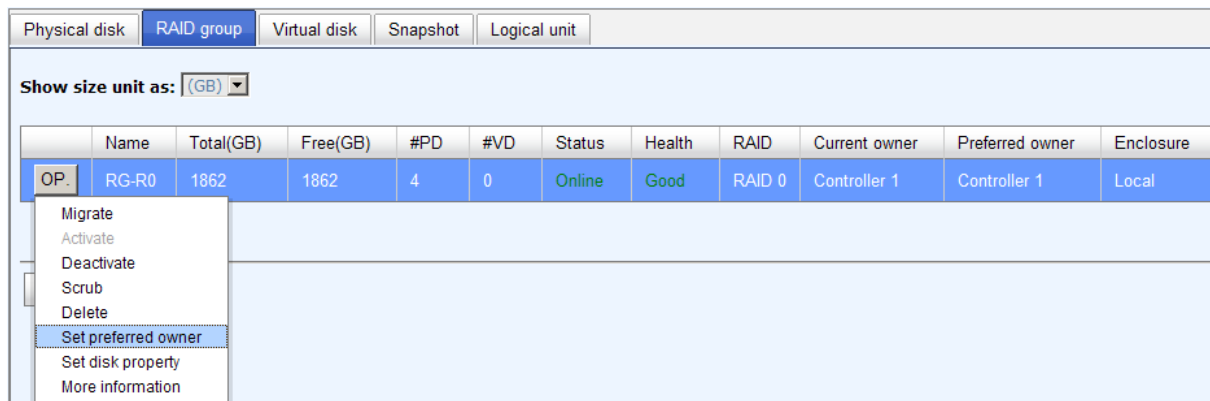 Physical disk RAID group Virtual disk Snapshot Logical unit
Show size unit as: (GB)
Name Total(GB) Free(GB) #PD #VD Status Health RAID Current owner Preferred owner Enclosure
OP. RG-R0 1862 1862 4 0 Online Good RAID 0 Controller 1 Controller 1 Local
Migrate
Activate
Deactivate
Scrub
Delete
Set preferred owner
Set disk property
More information